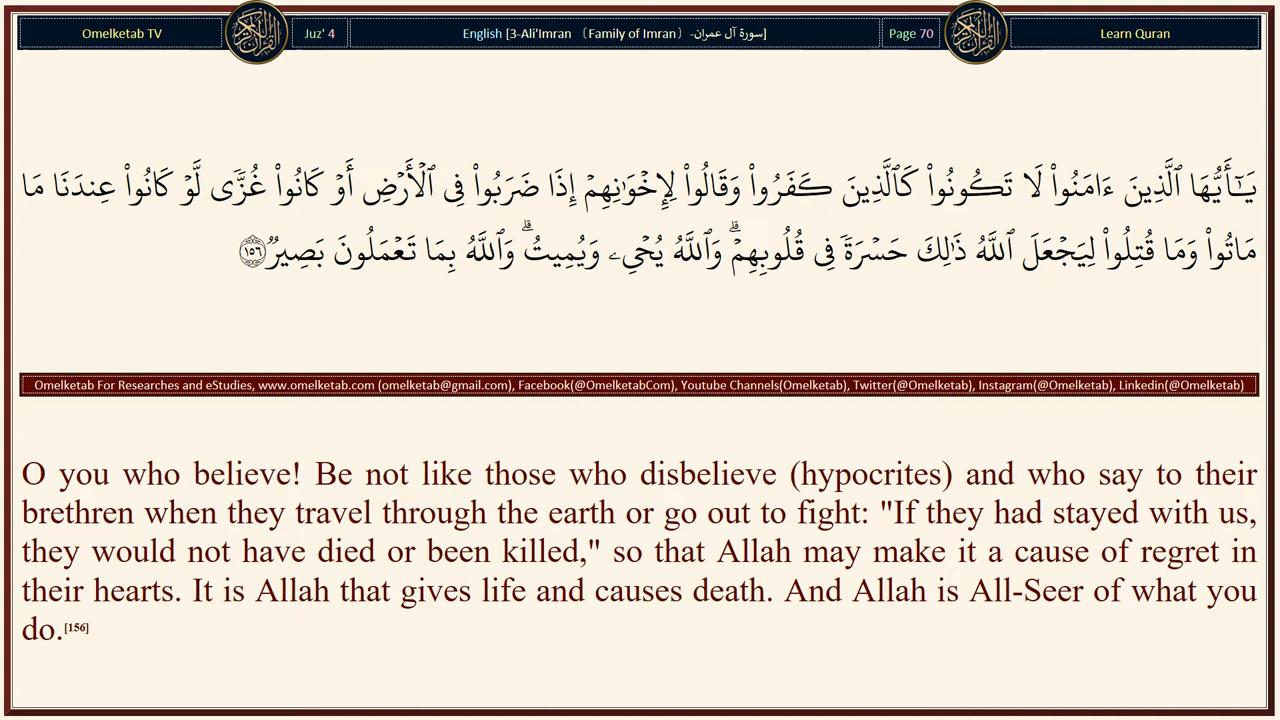 Omelketab TV
Juz' 4
English [3-Ali'Imran (Family of Imran) -سورة آل عمران]
Page 70
Learn Quran
يَـٰٓأَيُّهَا ٱلَّذِينَ ءَامَنُوا۟ لَا تَكُونُوا۟ كَٱلَّذِينَ كَفَرُوا۟ وَقَالُوا۟ لِإِخْوَٰنِهِمْ إِذَا ضَرَبُوا۟ فِى ٱلْأَرْضِ أَوْ كَانُوا۟ غُزًّى لَّوْ كَانُوا۟ عِندَنَا مَا
مَاتُوا۟ وَمَا قُتِلُوا۟ لِيَجْعَلَ ٱللَّهُ ذَٰلِكَ حَسْرَةً فِى قُلُوبِهِمْ ۗ وَٱللَّهُ يُحْىِۦ وَيُمِيتُ ۗ وَٱللَّهُ بِمَا تَعْمَلُونَ بَصِيرٌ ١٥٦
Omelketab For Researches and eStudies, www.omelketab.com (omelketab@gmail.com), Facebook(@OmelketabCom), Youtube Channels(Omelketab), Twitter(@Omelketab), Instagram(@Omelketab), Linkedin(@Omelketab)
O you who believe! Be not like those who disbelieve (hypocrites) and who say to their
brethren when they travel through the earth or go out to fight: "If they had stayed with us,
they would not have died or been killed," so that Allah may make it a cause of regret in
their hearts. It is Allah that gives life and causes death. And Allah is All-Seer of what you
do.[156]